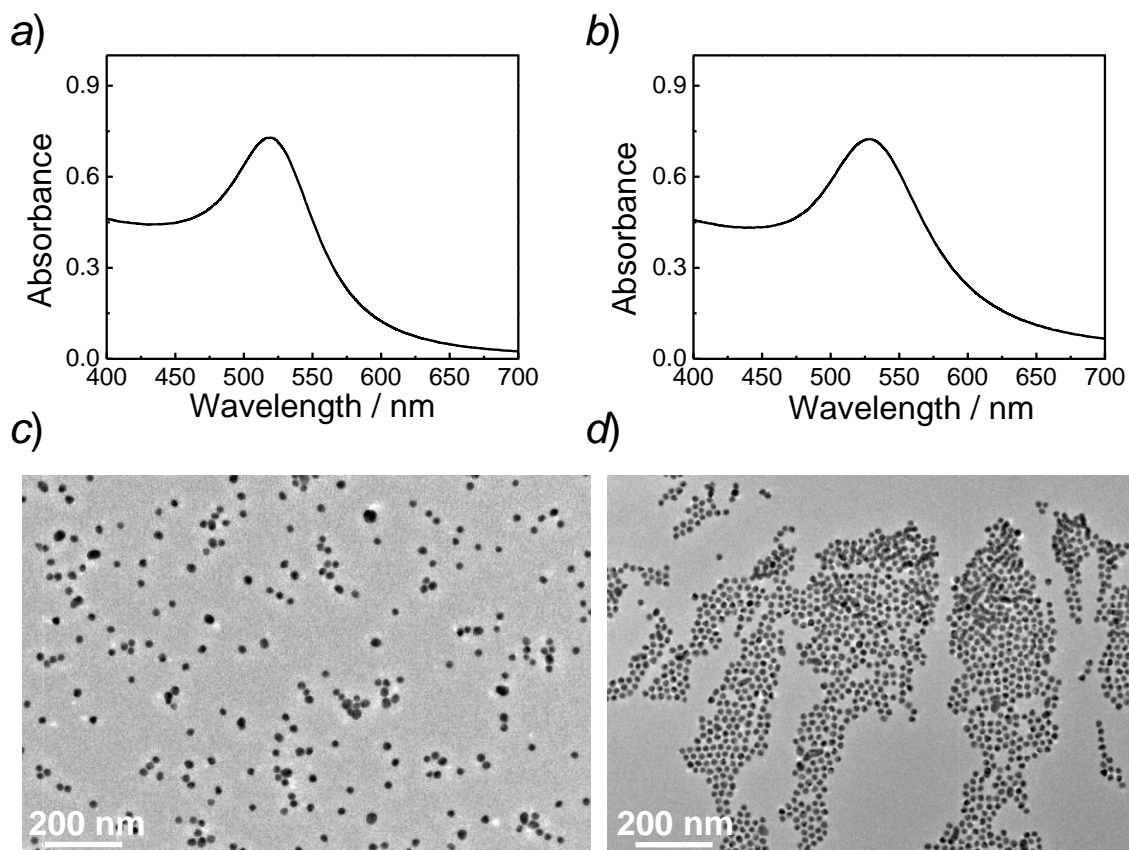 a) b)
0.9 0.9
0.6 0.6
0.3 0.3
0.0 0.0
Absorbance Absorbance
400 450 500 550 600 650 700 400 450 500 550 600 650 700
Wavelength / nm Wavelength / nm
c) d)
200 nm 200 nm